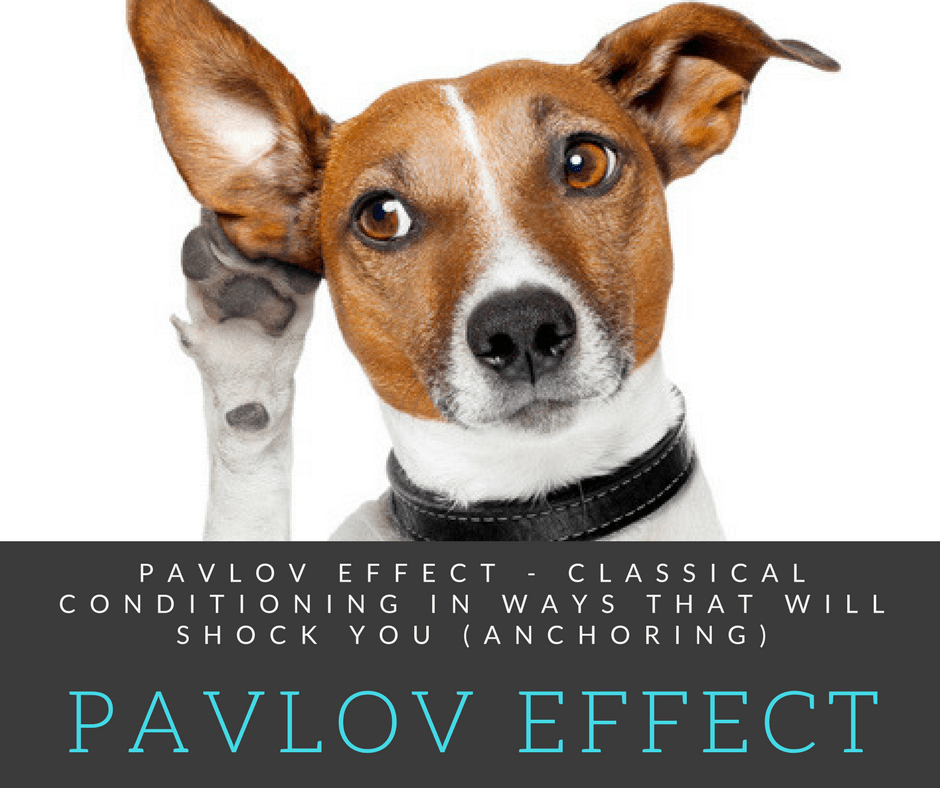 PAVLOV EFFECT - CLASSICAL
CONDITIONING IN WAYS THAT WILL
SHOCK YOU (ANCHORING)
PAVLOV EFFECT